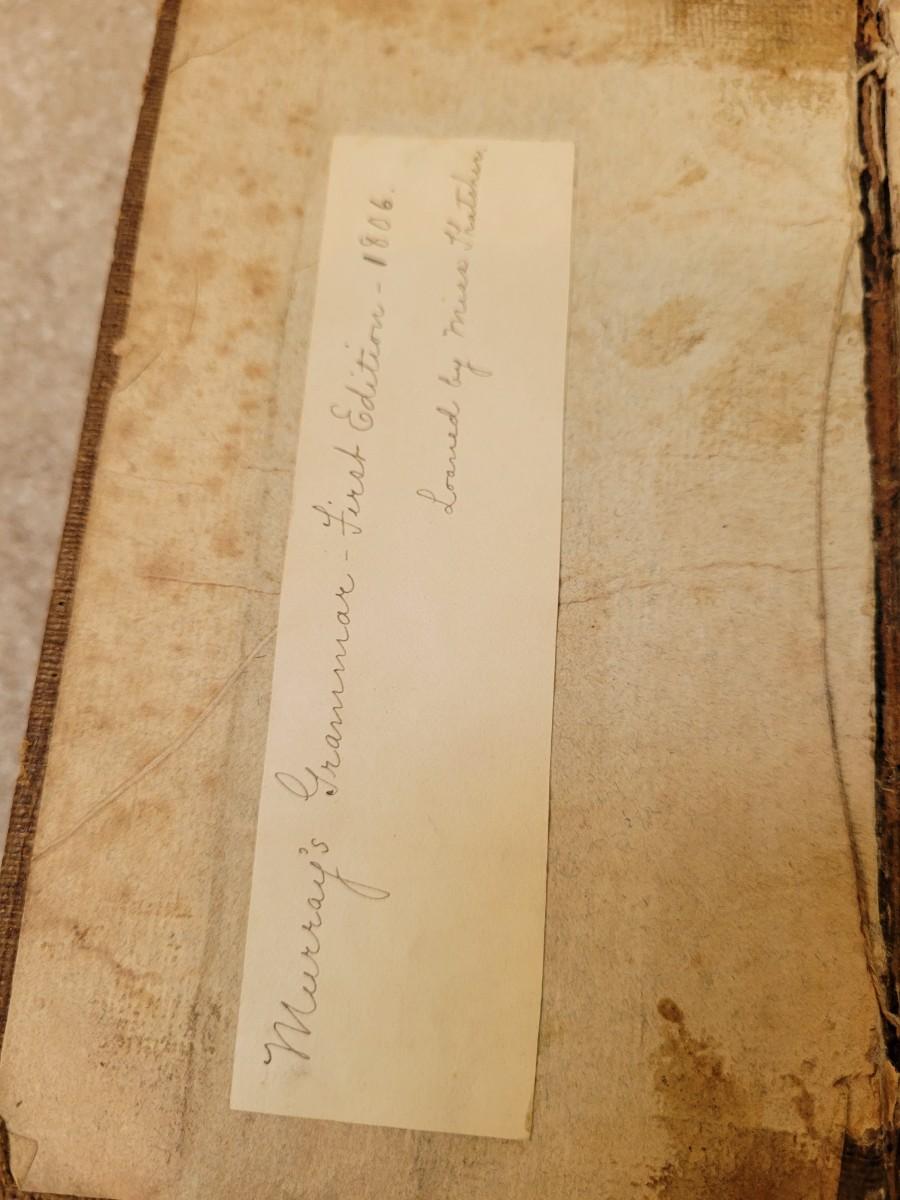 Murray's Grammar - First Edition - 1806.
Loaned by Miss Thatcher.